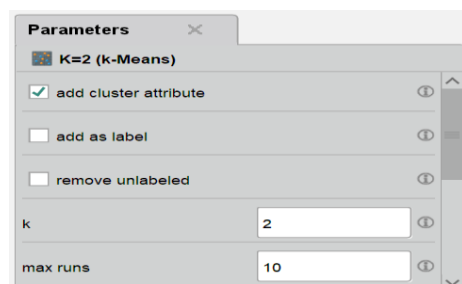 Parameters
K=2 (k-Means)
add cluster attribute
add as label
remove unlabeled
k 2
max runs 10